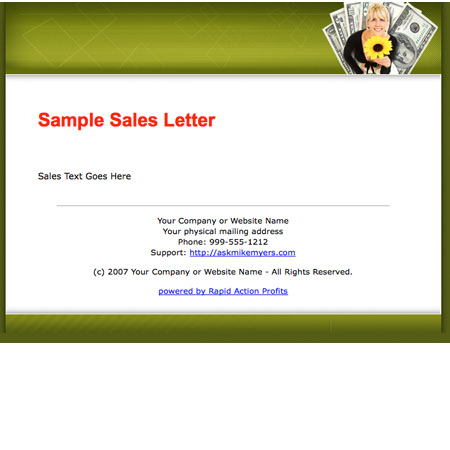 Sample Sales Letter
Sales Text Goes Here
Your Company or Website Name
Your physical mailing address
Phone: 999-555-1212
Support: http://askmikemyers.com
(c) 2007 Your Company or Website Name - All Rights Reserved.
powered by Rapid Action Profits